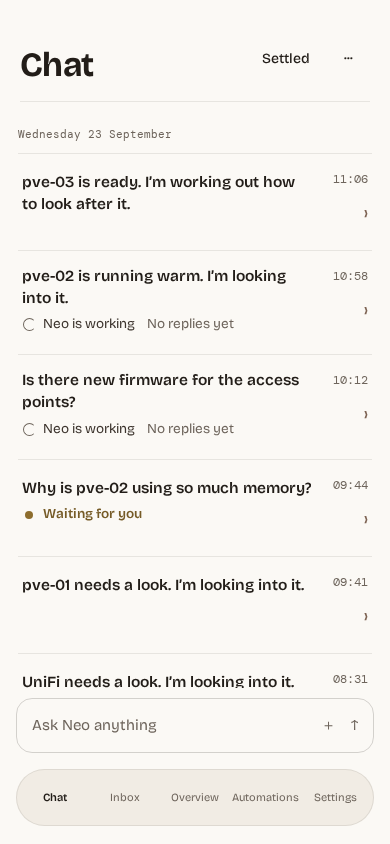 Chat
Settled
...
Wednesday 23 September
pve-03 is ready. I'm working out how
to look after it.
11:06
›
pve-02 is running warm. I'm looking
into it.
10:58
›
Neo is working No replies yet
Is there new firmware for the access
points?
10:12
›
Neo is working No replies yet
Why is pve-02 using so much memory?
09:44
›
Waiting for you
pve-01 needs a look. I'm looking into it.
09:41
›
UniFi needs a look. I'm looking into it.
08:31
Ask Neo anything + ↑
Chat Inbox Overview Automations Settings